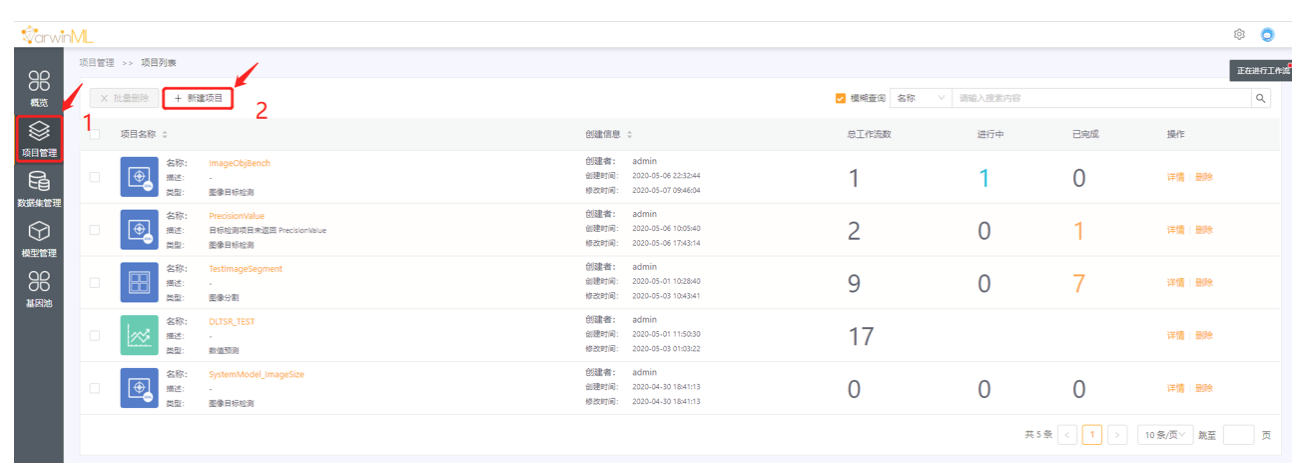 DarwinML
项目管理 >> 项目列表
正在进行工作流
概览
批量删除 + 新建项目
模糊查询 名称 请输入搜索内容
1
2
项目管理
项目名称 创建信息 总工作流数 进行中 已完成 操作
名称: ImageObjBench
描述: -
类型: 图像目标检测
创建者: admin
创建时间: 2020-05-06 22:32:44
修改时间: 2020-05-07 09:46:04
1 1 0 详情 删除
数据集管理
名称: PrecisionValue
描述: 目标检测项目未返回 PrecisionValue
类型: 图像目标检测
创建者: admin
创建时间: 2020-05-06 10:05:40
修改时间: 2020-05-06 17:43:14
2 0 1 详情 删除
模型管理
名称: TestImageSegment
描述: -
类型: 图像分割
创建者: admin
创建时间: 2020-05-01 10:28:40
修改时间: 2020-05-03 10:43:41
9 0 7 详情 删除
基因池
名称: DLTSR_TEST
描述: -
类型: 数值预测
创建者: admin
创建时间: 2020-05-01 11:50:30
修改时间: 2020-05-03 01:03:22
17 详情 删除
名称: SystemModel_ImageSize
描述: -
类型: 图像目标检测
创建者: admin
创建时间: 2020-04-30 18:41:13
修改时间: 2020-04-30 18:41:13
0 0 0 详情 删除
共 5 条 < 1 > 10 条/页 跳至 页